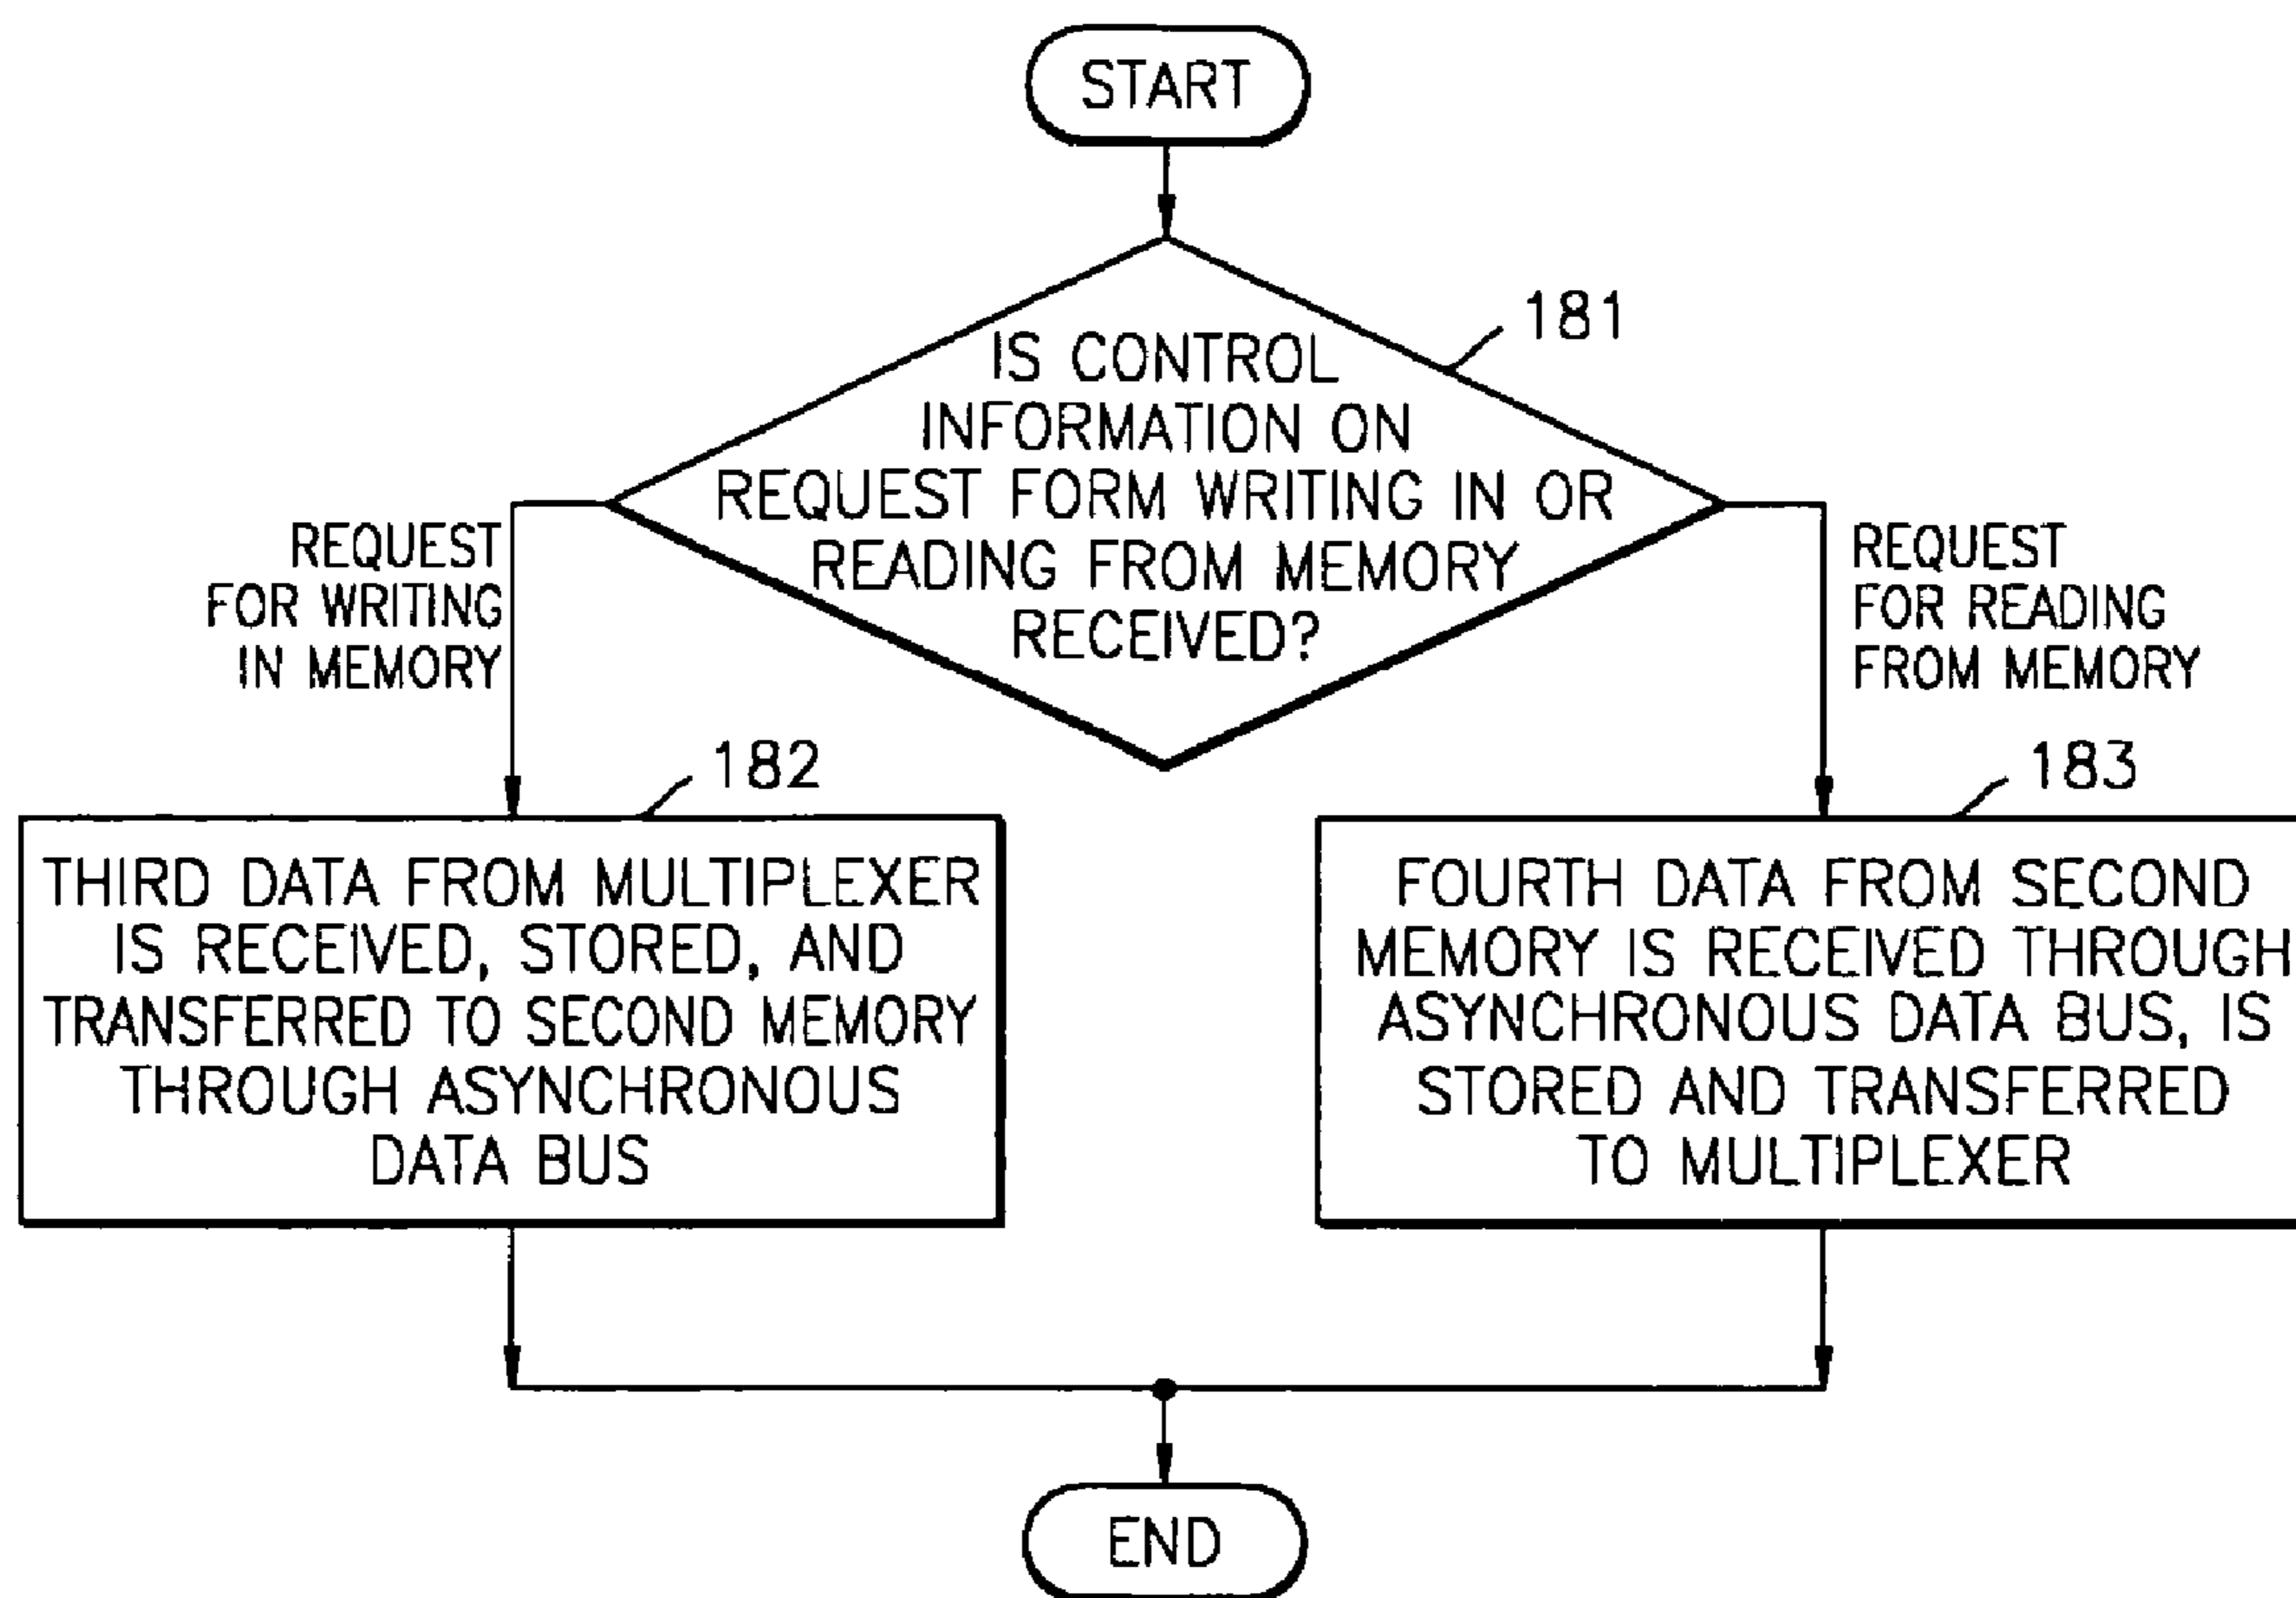 START
181
IS CONTROL
INFORMATION ON
REQUEST FORM WRITING IN OR
READING FROM MEMORY
RECEIVED?
REQUEST
FOR WRITING
IN MEMORY
REQUEST
FOR READING
FROM MEMORY
182
THIRD DATA FROM MULTIPLEXER
IS RECEIVED, STORED, AND
TRANSFERRED TO SECOND MEMORY
THROUGH ASYNCHRONOUS
DATA BUS
183
FOURTH DATA FROM SECOND
MEMORY IS RECEIVED THROUGH
ASYNCHRONOUS DATA BUS, IS
STORED AND TRANSFERRED
TO MULTIPLEXER
END